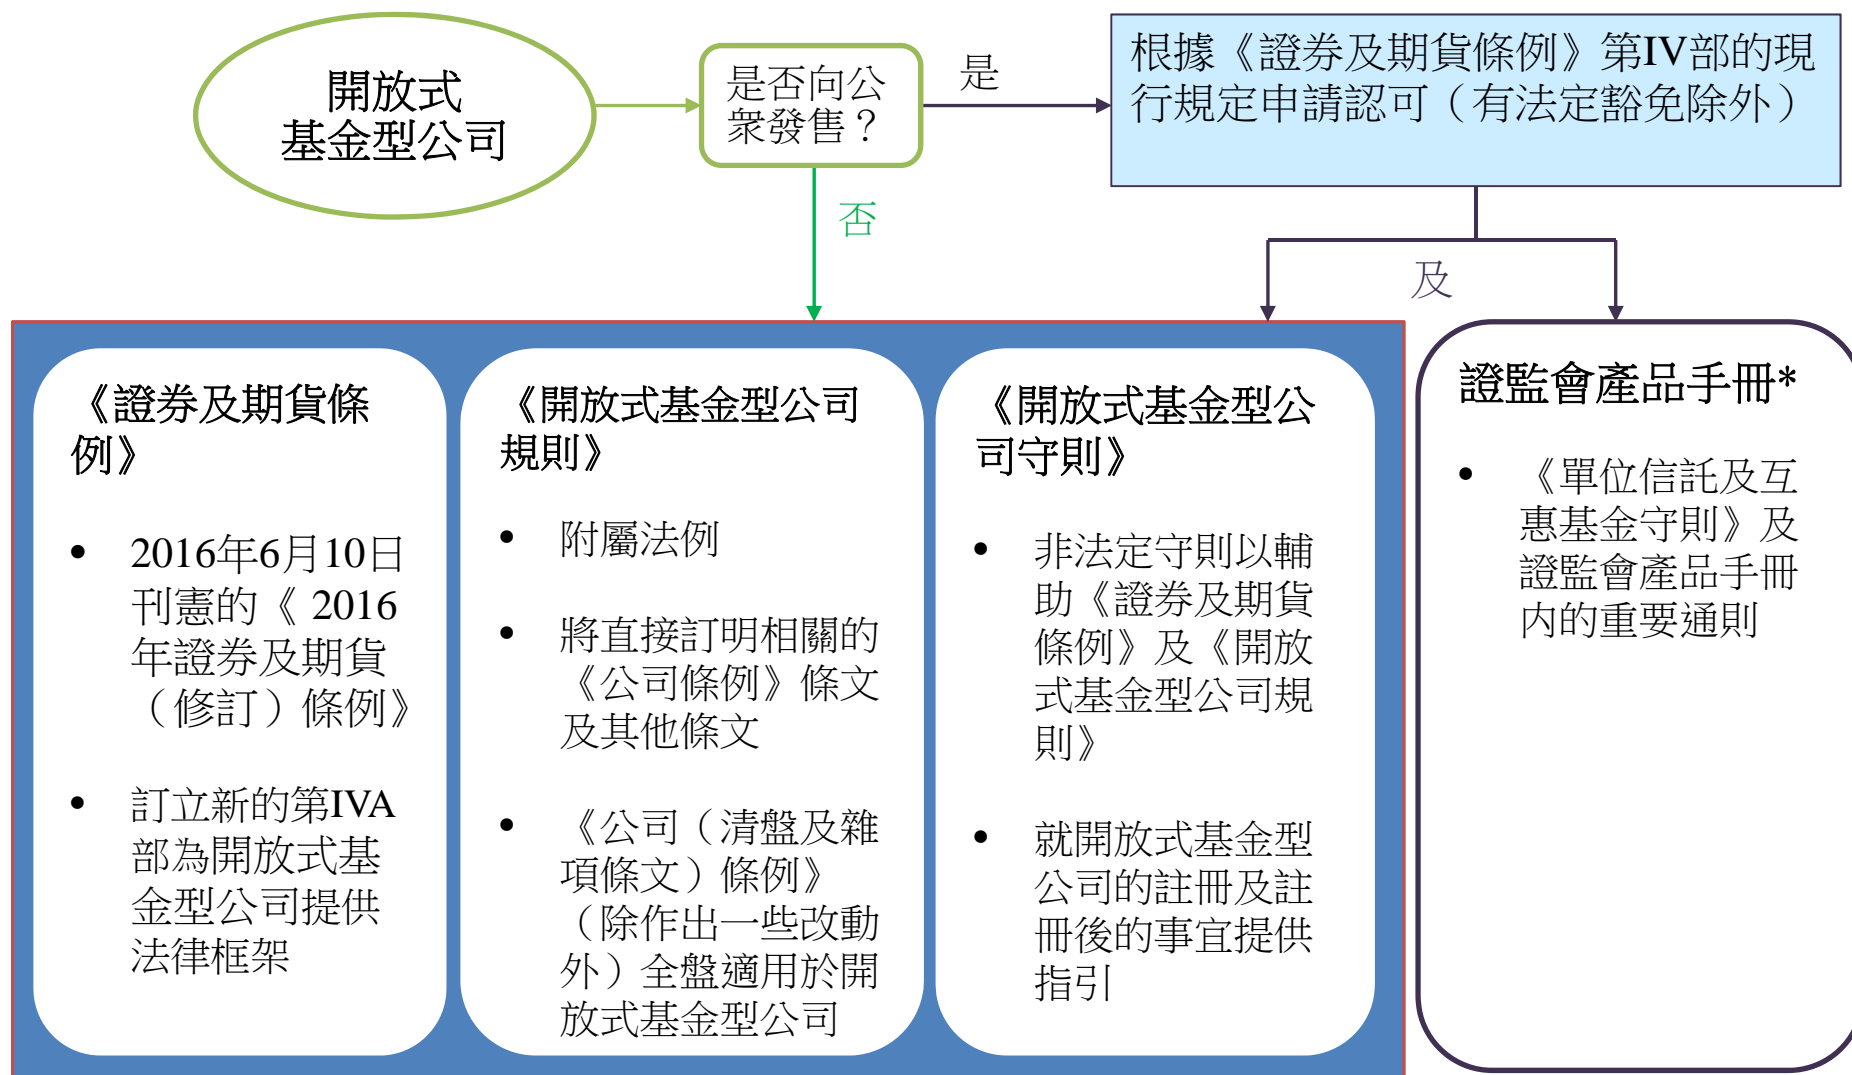 開放式
基金型公司
是否向公
衆發售？
是
根據《證券及期貨條例》第IV部的現
行規定申請認可（有法定豁免除外）
否
及
《證券及期貨條
例》
• 2016年6月10日
刊憲的《 2016
年證券及期貨
（修訂）條例》
• 訂立新的第IVA
部為開放式基
金型公司提供
法律框架
《開放式基金型公司
規則》
• 附屬法例
• 將直接訂明相關的
《公司條例》條文
及其他條文
• 《公司（清盤及雜
項條文）條例》
（除作出一些改動
外）全盤適用於開
放式基金型公司
《開放式基金型公
司守則》
• 非法定守則以輔
助《證券及期貨
條例》及《開放
式基金型公司規
則》
• 就開放式基金型
公司的註冊及註
冊後的事宜提供
指引
證監會產品手冊*
• 《單位信託及互
惠基金守則》及
證監會產品手冊
内的重要通則